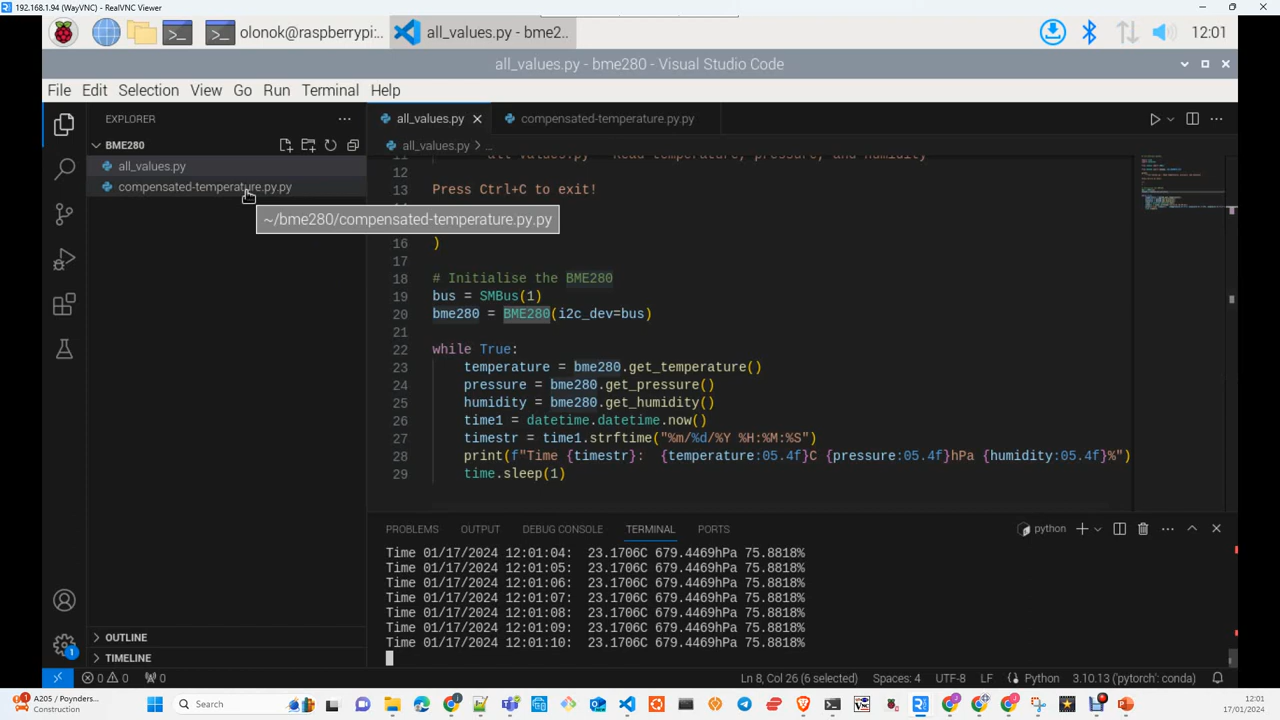 192.168.1.94 (WayVNC) - RealVNC Viewer
olonok@raspberrypi:..
all_values.py - bme2..
12:01
all_values.py - bme280 - Visual Studio Code
File Edit Selection View Go Run Terminal Help
EXPLORER
all_values.py
compensated-temperature.py.py
BME280
all_values.py
compensated-temperature.py.py
~/bme280/compensated-temperature.py.py
all_values.py
...
11
12
13 Press Ctrl+C to exit!
14
16 )
17
18 # Initialise the BME280
19 bus = SMBus(1)
20 bme280 = BME280(i2c_dev=bus)
21
22 while True:
23 temperature = bme280.get_temperature()
24 pressure = bme280.get_pressure()
25 humidity = bme280.get_humidity()
26 time1 = datetime.datetime.now()
27 timestr = time1.strftime("%m/%d/%Y %H:%M:%S")
28 print(f"Time {timestr}:  {temperature:05.4f}C {pressure:05.4f}hPa {humidity:05.4f}%")
29 time.sleep(1)
PROBLEMS OUTPUT DEBUG CONSOLE TERMINAL PORTS
python
Time 01/17/2024 12:01:04:  23.1706C 679.4469hPa 75.8818%
Time 01/17/2024 12:01:05:  23.1706C 679.4469hPa 75.8818%
Time 01/17/2024 12:01:06:  23.1706C 679.4469hPa 75.8818%
Time 01/17/2024 12:01:07:  23.1706C 679.4469hPa 75.8818%
Time 01/17/2024 12:01:08:  23.1706C 679.4469hPa 75.8818%
Time 01/17/2024 12:01:09:  23.1706C 679.4469hPa 75.8818%
Time 01/17/2024 12:01:10:  23.1706C 679.4469hPa 75.8818%
OUTLINE
TIMELINE
1
0 0 0
Ln 8, Col 26 (6 selected) Spaces: 4 UTF-8 LF Python 3.10.13 ('pytorch': conda)
A205 / Poynders...
Construction
Search
12:01
17/01/2024